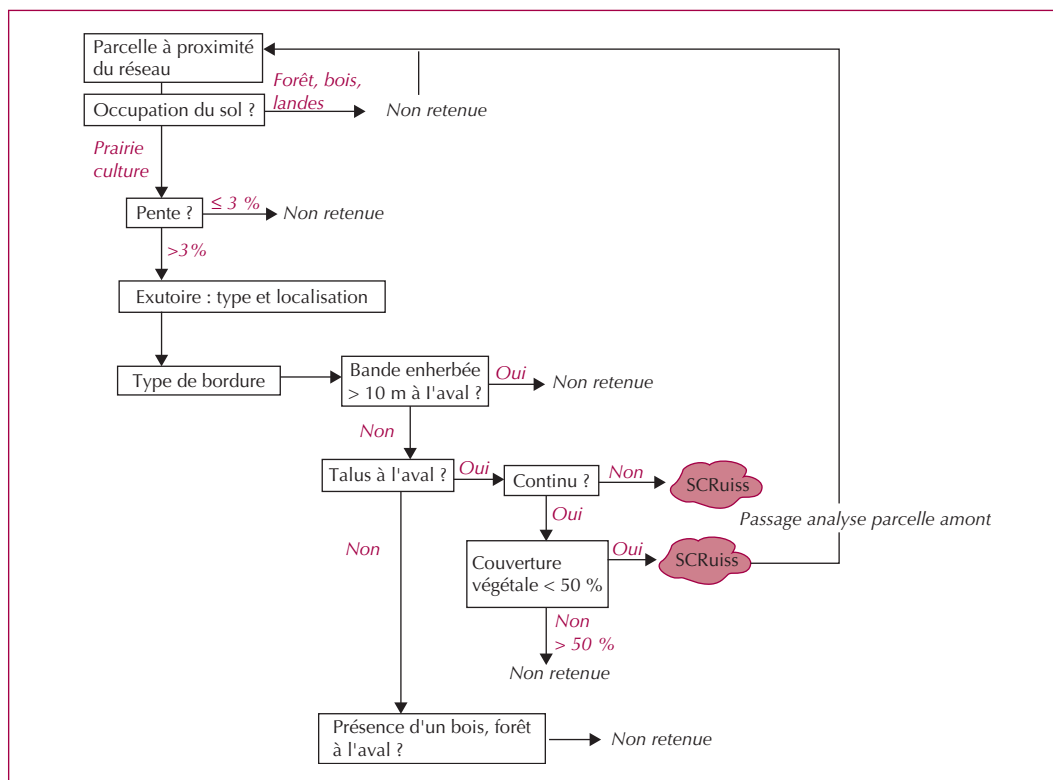 Parcelle à proximité
du réseau
Forêt, bois,
landes
Occupation du sol ?
Non retenue
Prairie
culture
Pente ?
≤ 3 %
Non retenue
>3%
Exutoire : type et localisation
Type de bordure
Bande enherbée
> 10 m à l'aval ?
Oui
Non retenue
Non
Talus à l'aval ?
Oui
Continu ?
Non
SCRuiss
Passage analyse parcelle amont
Oui
Non
Couverture
végétale < 50 %
Oui
SCRuiss
Non
> 50 %
Non retenue
Présence d'un bois, forêt
à l'aval ?
Non retenue